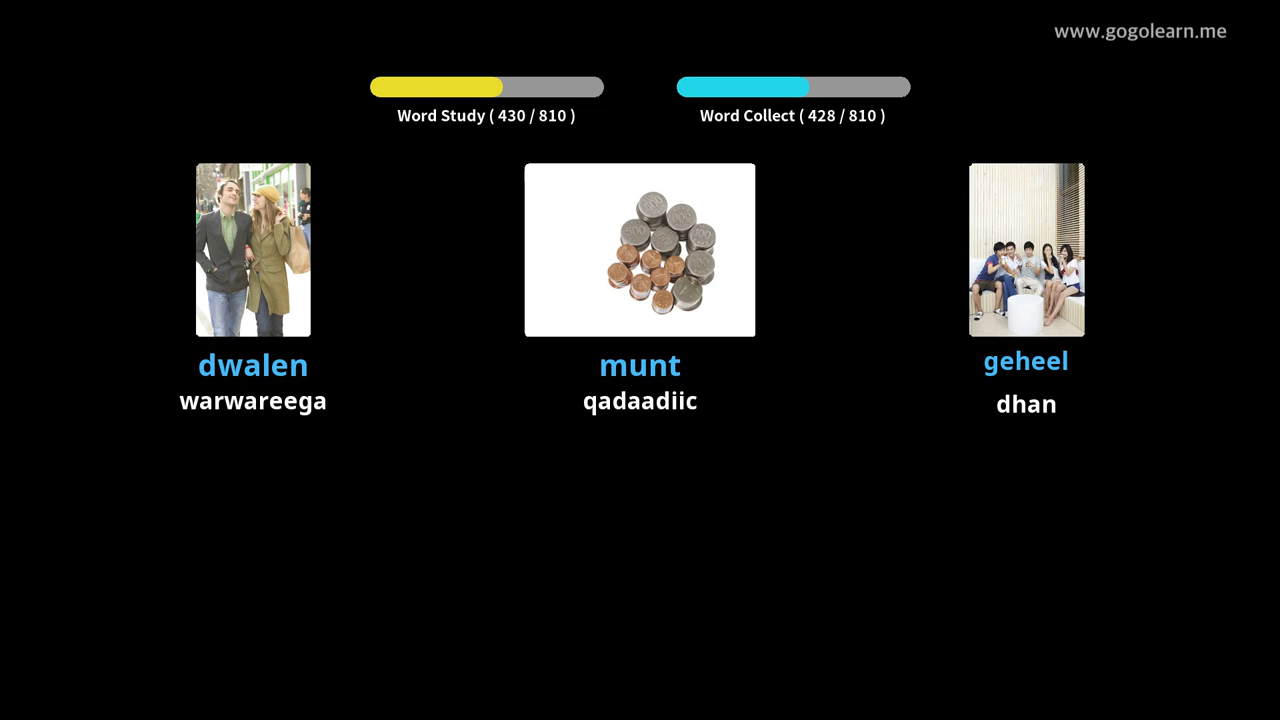 www.gogolearn.me
Word Study ( 430 / 810 )
Word Collect ( 428 / 810 )
dwalen
warwareega
munt
qadaadiic
geheel
dhan